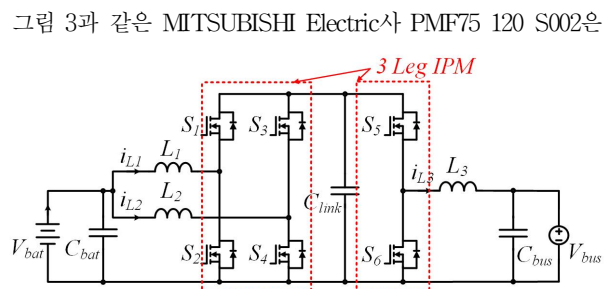 그림 3과 같은 MITSUBISHI Electric사 PMF75 120 S002은
3 Leg IPM
S1 S3 S5
iL1 L1
iL2 L2
iL3 L3
Clink
Vbat Cbat
S2 S4 S6
Cbus Vbus